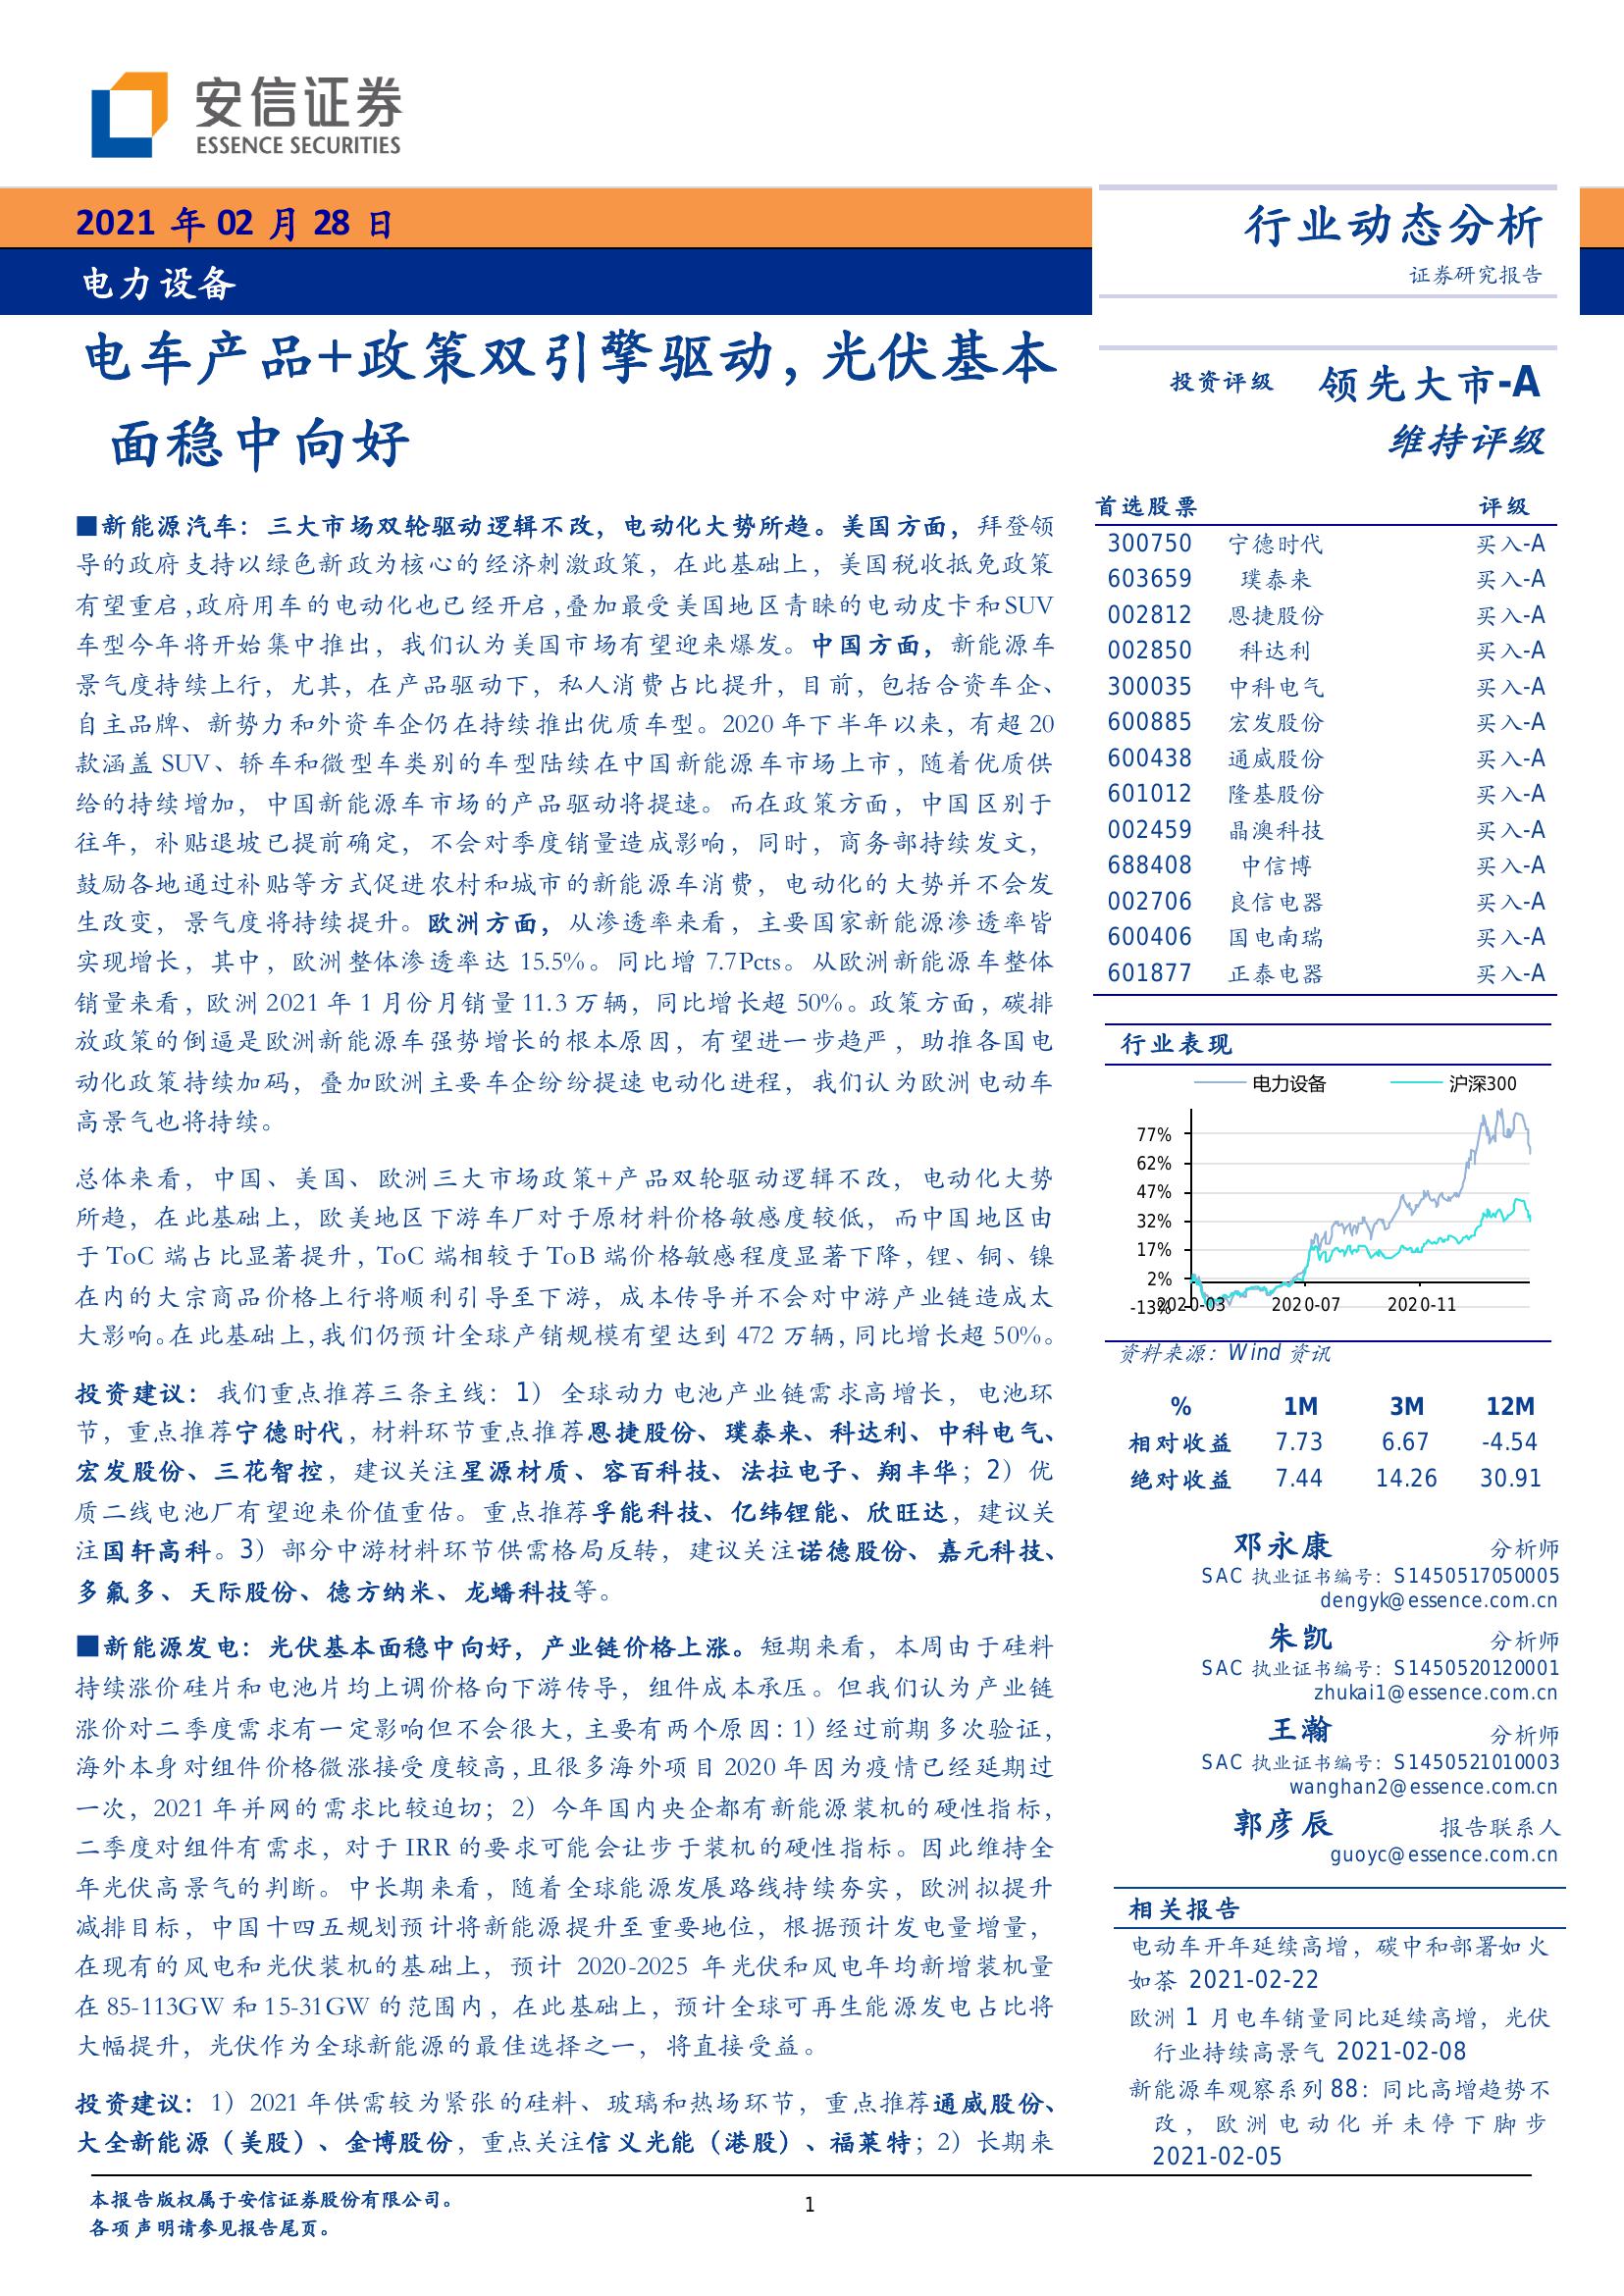 安信证券
ESSENCE SECURITIES
2021 年 02 月 28 日
电力设备
行业动态分析
证券研究报告
电车产品+政策双引擎驱动，光伏基本
面稳中向好
■新能源汽车：三大市场双轮驱动逻辑不改，电动化大势所趋。美国方面，拜登领
导的政府支持以绿色新政为核心的经济刺激政策，在此基础上，美国税收抵免政策
有望重启，政府用车的电动化也已经开启，叠加最受美国地区青睐的电动皮卡和SUV
车型今年将开始集中推出，我们认为美国市场有望迎来爆发。中国方面，新能源车
景气度持续上行，尤其，在产品驱动下，私人消费占比提升，目前，包括合资车企、
自主品牌、新势力和外资车企仍在持续推出优质车型。2020 年下半年以来，有超 20
款涵盖 SUV、轿车和微型车类别的车型陆续在中国新能源车市场上市，随着优质供
给的持续增加，中国新能源车市场的产品驱动将提速。而在政策方面，中国区别于
往年，补贴退坡已提前确定，不会对季度销量造成影响，同时，商务部持续发文，
鼓励各地通过补贴等方式促进农村和城市的新能源车消费，电动化的大势并不会发
生改变，景气度将持续提升。欧洲方面，从渗透率来看，主要国家新能源渗透率皆
实现增长，其中，欧洲整体渗透率达 15.5%。同比增 7.7Pcts。从欧洲新能源车整体
销量来看，欧洲 2021 年 1 月份月销量 11.3 万辆，同比增长超 50%。政策方面，碳排
放政策的倒逼是欧洲新能源车强势增长的根本原因，有望进一步趋严，助推各国电
动化政策持续加码，叠加欧洲主要车企纷纷提速电动化进程，我们认为欧洲电动车
高景气也将持续。
总体来看，中国、美国、欧洲三大市场政策+产品双轮驱动逻辑不改，电动化大势
所趋，在此基础上，欧美地区下游车厂对于原材料价格敏感度较低，而中国地区由
于 ToC 端占比显著提升，ToC 端相较于 ToB 端价格敏感程度显著下降，锂、铜、镍
在内的大宗商品价格上行将顺利引导至下游，成本传导并不会对中游产业链造成太
大影响。在此基础上，我们仍预计全球产销规模有望达到 472 万辆，同比增长超 50%。
投资建议：我们重点推荐三条主线：1）全球动力电池产业链需求高增长，电池环
节，重点推荐宁德时代，材料环节重点推荐恩捷股份、璞泰来、科达利、中科电气、
宏发股份、三花智控，建议关注星源材质、容百科技、法拉电子、翔丰华；2）优
质二线电池厂有望迎来价值重估。重点推荐孚能科技、亿纬锂能、欣旺达，建议关
注国轩高科。3）部分中游材料环节供需格局反转，建议关注诺德股份、嘉元科技、
多氟多、天际股份、德方纳米、龙蟠科技等。
■新能源发电：光伏基本面稳中向好，产业链价格上涨。短期来看，本周由于硅料
持续涨价硅片和电池片均上调价格向下游传导，组件成本承压。但我们认为产业链
涨价对二季度需求有一定影响但不会很大，主要有两个原因：1）经过前期多次验证，
海外本身对组件价格微涨接受度较高，且很多海外项目 2020 年因为疫情已经延期过
一次，2021 年并网的需求比较迫切；2）今年国内央企都有新能源装机的硬性指标，
二季度对组件有需求，对于 IRR 的要求可能会让步于装机的硬性指标。因此维持全
年光伏高景气的判断。中长期来看，随着全球能源发展路线持续夯实，欧洲拟提升
减排目标，中国十四五规划预计将新能源提升至重要地位，根据预计发电量增量，
在现有的风电和光伏装机的基础上，预计 2020-2025 年光伏和风电年均新增装机量
在 85-113GW 和 15-31GW 的范围内，在此基础上，预计全球可再生能源发电占比将
大幅提升，光伏作为全球新能源的最佳选择之一，将直接受益。
投资建议：1）2021 年供需较为紧张的硅料、玻璃和热场环节，重点推荐通威股份、
大全新能源（美股）、金博股份，重点关注信义光能（港股）、福莱特；2）长期来
投资评级 领先大市-A
维持评级
首选股票 评级
300750 宁德时代 买入-A
603659 璞泰来 买入-A
002812 恩捷股份 买入-A
002850 科达利 买入-A
300035 中科电气 买入-A
600885 宏发股份 买入-A
600438 通威股份 买入-A
601012 隆基股份 买入-A
002459 晶澳科技 买入-A
688408 中信博 买入-A
002706 良信电器 买入-A
600406 国电南瑞 买入-A
601877 正泰电器 买入-A
行业表现
电力设备 沪深300
77%
62%
47%
32%
17%
2%
-13%
2020-03 2020-07 2020-11
资料来源：Wind 资讯
% 1M 3M 12M
相对收益 7.73 6.67 -4.54
绝对收益 7.44 14.26 30.91
邓永康 分析师
SAC 执业证书编号：S1450517050005
dengyk@essence.com.cn
朱凯 分析师
SAC 执业证书编号：S1450520120001
zhukai1@essence.com.cn
王瀚 分析师
SAC 执业证书编号：S1450521010003
wanghan2@essence.com.cn
郭彦辰 报告联系人
guoyc@essence.com.cn
相关报告
电动车开年延续高增，碳中和部署如火
如荼 2021-02-22
欧洲 1 月电车销量同比延续高增，光伏
行业持续高景气 2021-02-08
新能源车观察系列 88：同比高增趋势不
改，欧洲电动化并未停下脚步
2021-02-05
本报告版权属于安信证券股份有限公司。
各项声明请参见报告尾页。
1